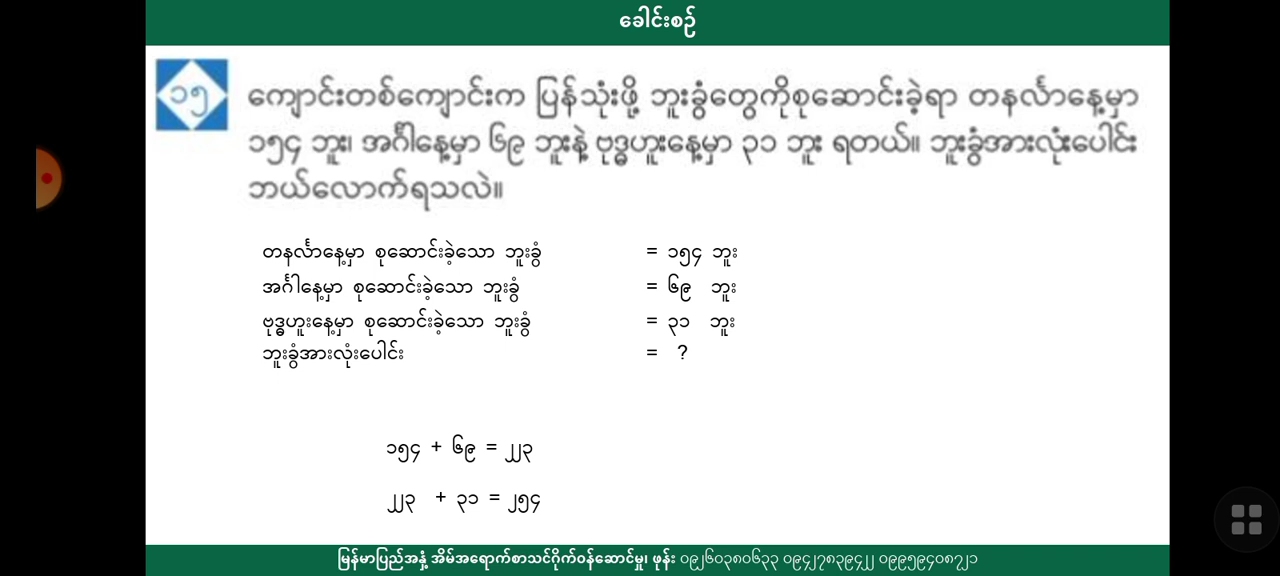 ခေါင်းစဉ်
၁၅
ကျောင်းတစ်ကျောင်းက ပြန်သုံးဖို့ ဘူးခွံတွေကိုစုဆောင်းခဲ့ရာ တနင်္လာနေ့မှာ
၁၅၄ ဘူး၊ အင်္ဂါနေ့မှာ ၆၉ ဘူးနဲ့ ဗုဒ္ဓဟူးနေ့မှာ ၃၁ ဘူး ရတယ်။ ဘူးခွံအားလုံးပေါင်း
ဘယ်လောက်ရသလဲ။
တနင်္လာနေ့မှာ စုဆောင်းခဲ့သော ဘူးခွံ = ၁၅၄ ဘူး
အင်္ဂါနေ့မှာ စုဆောင်းခဲ့သော ဘူးခွံ = ၆၉ ဘူး
ဗုဒ္ဓဟူးနေ့မှာ စုဆောင်းခဲ့သော ဘူးခွံ = ၃၁ ဘူး
ဘူးခွံအားလုံးပေါင်း = ?
၁၅၄ + ၆၉ = ၂၂၃
၂၂၃ + ၃၁ = ၂၅၄
မြန်မာပြည်အနှံ့ အိမ်အရောက်စာသင်ဂိုက်ဝန်ဆောင်မှု၊ ဖုန်း ၀၉၂၆၀၃၈၀၆၃၃ ၀၉၄၂၇၈၃၉၄၂၂ ၀၉၉၅၉၄၀၈၇၂၁